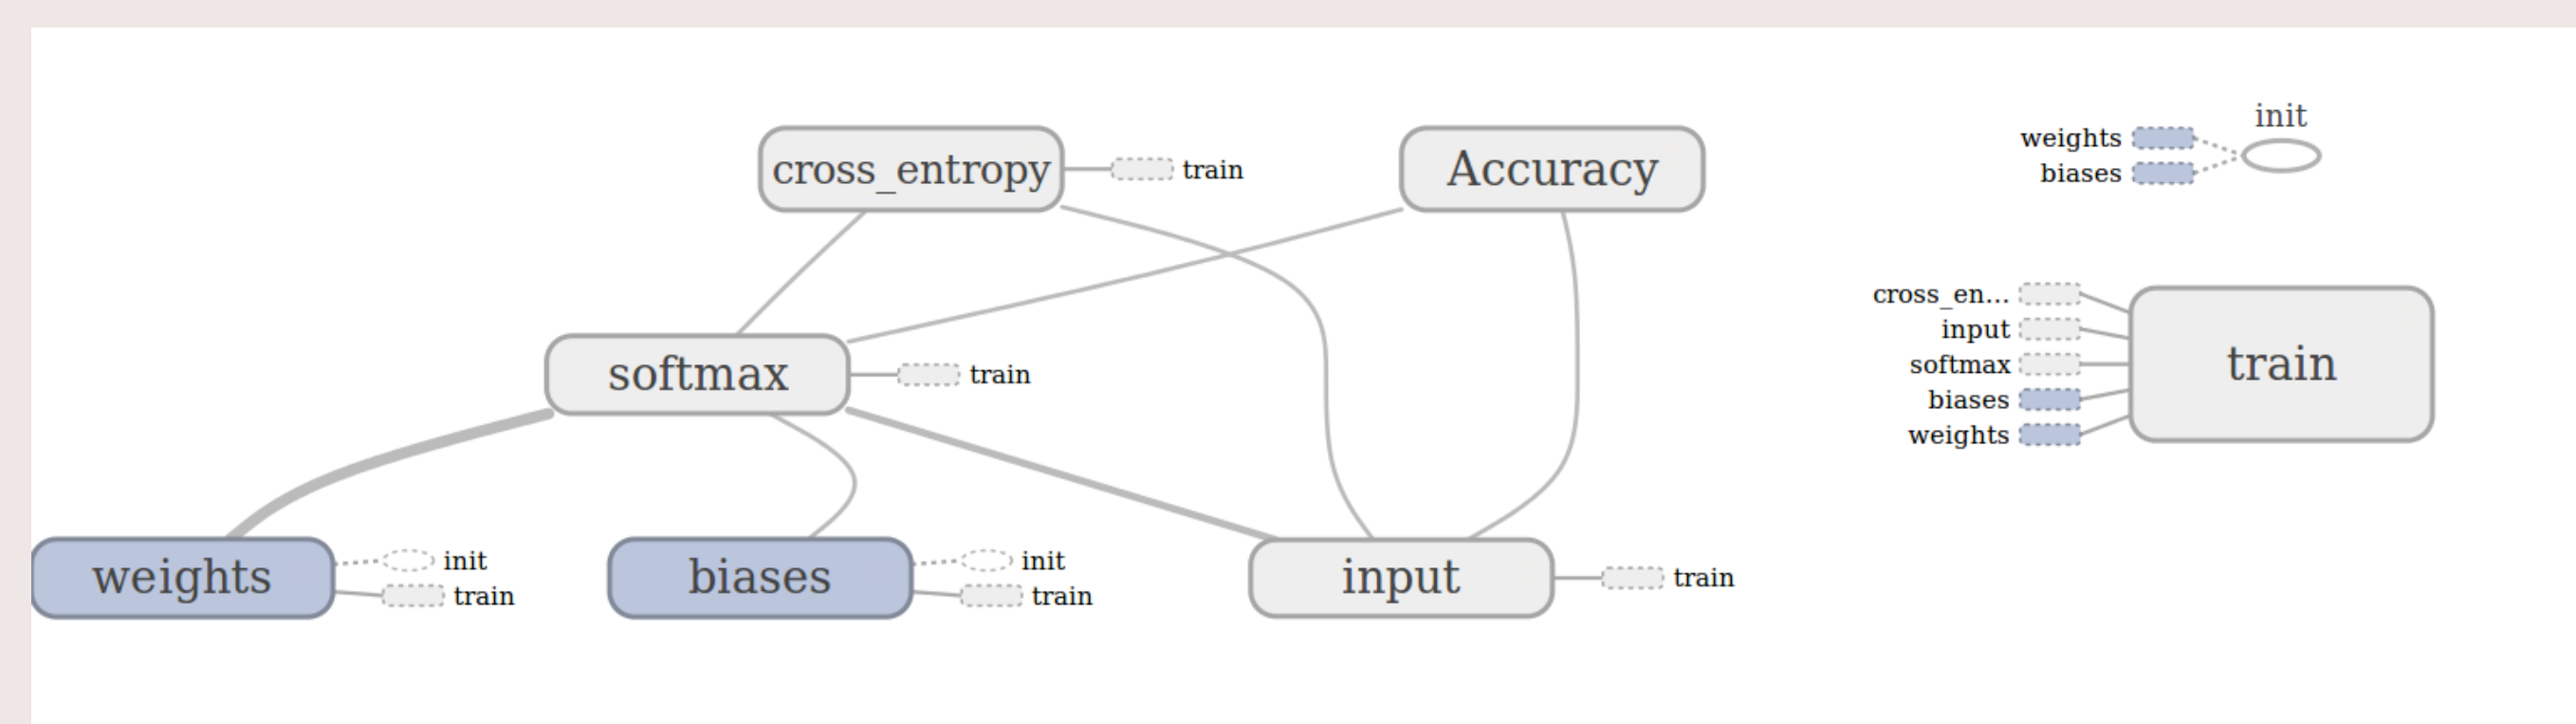 cross_entropy
train
Accuracy
softmax
train
weights
init
train
biases
init
train
input
train
init
weights
biases
cross_en...
input
softmax
biases
weights
train